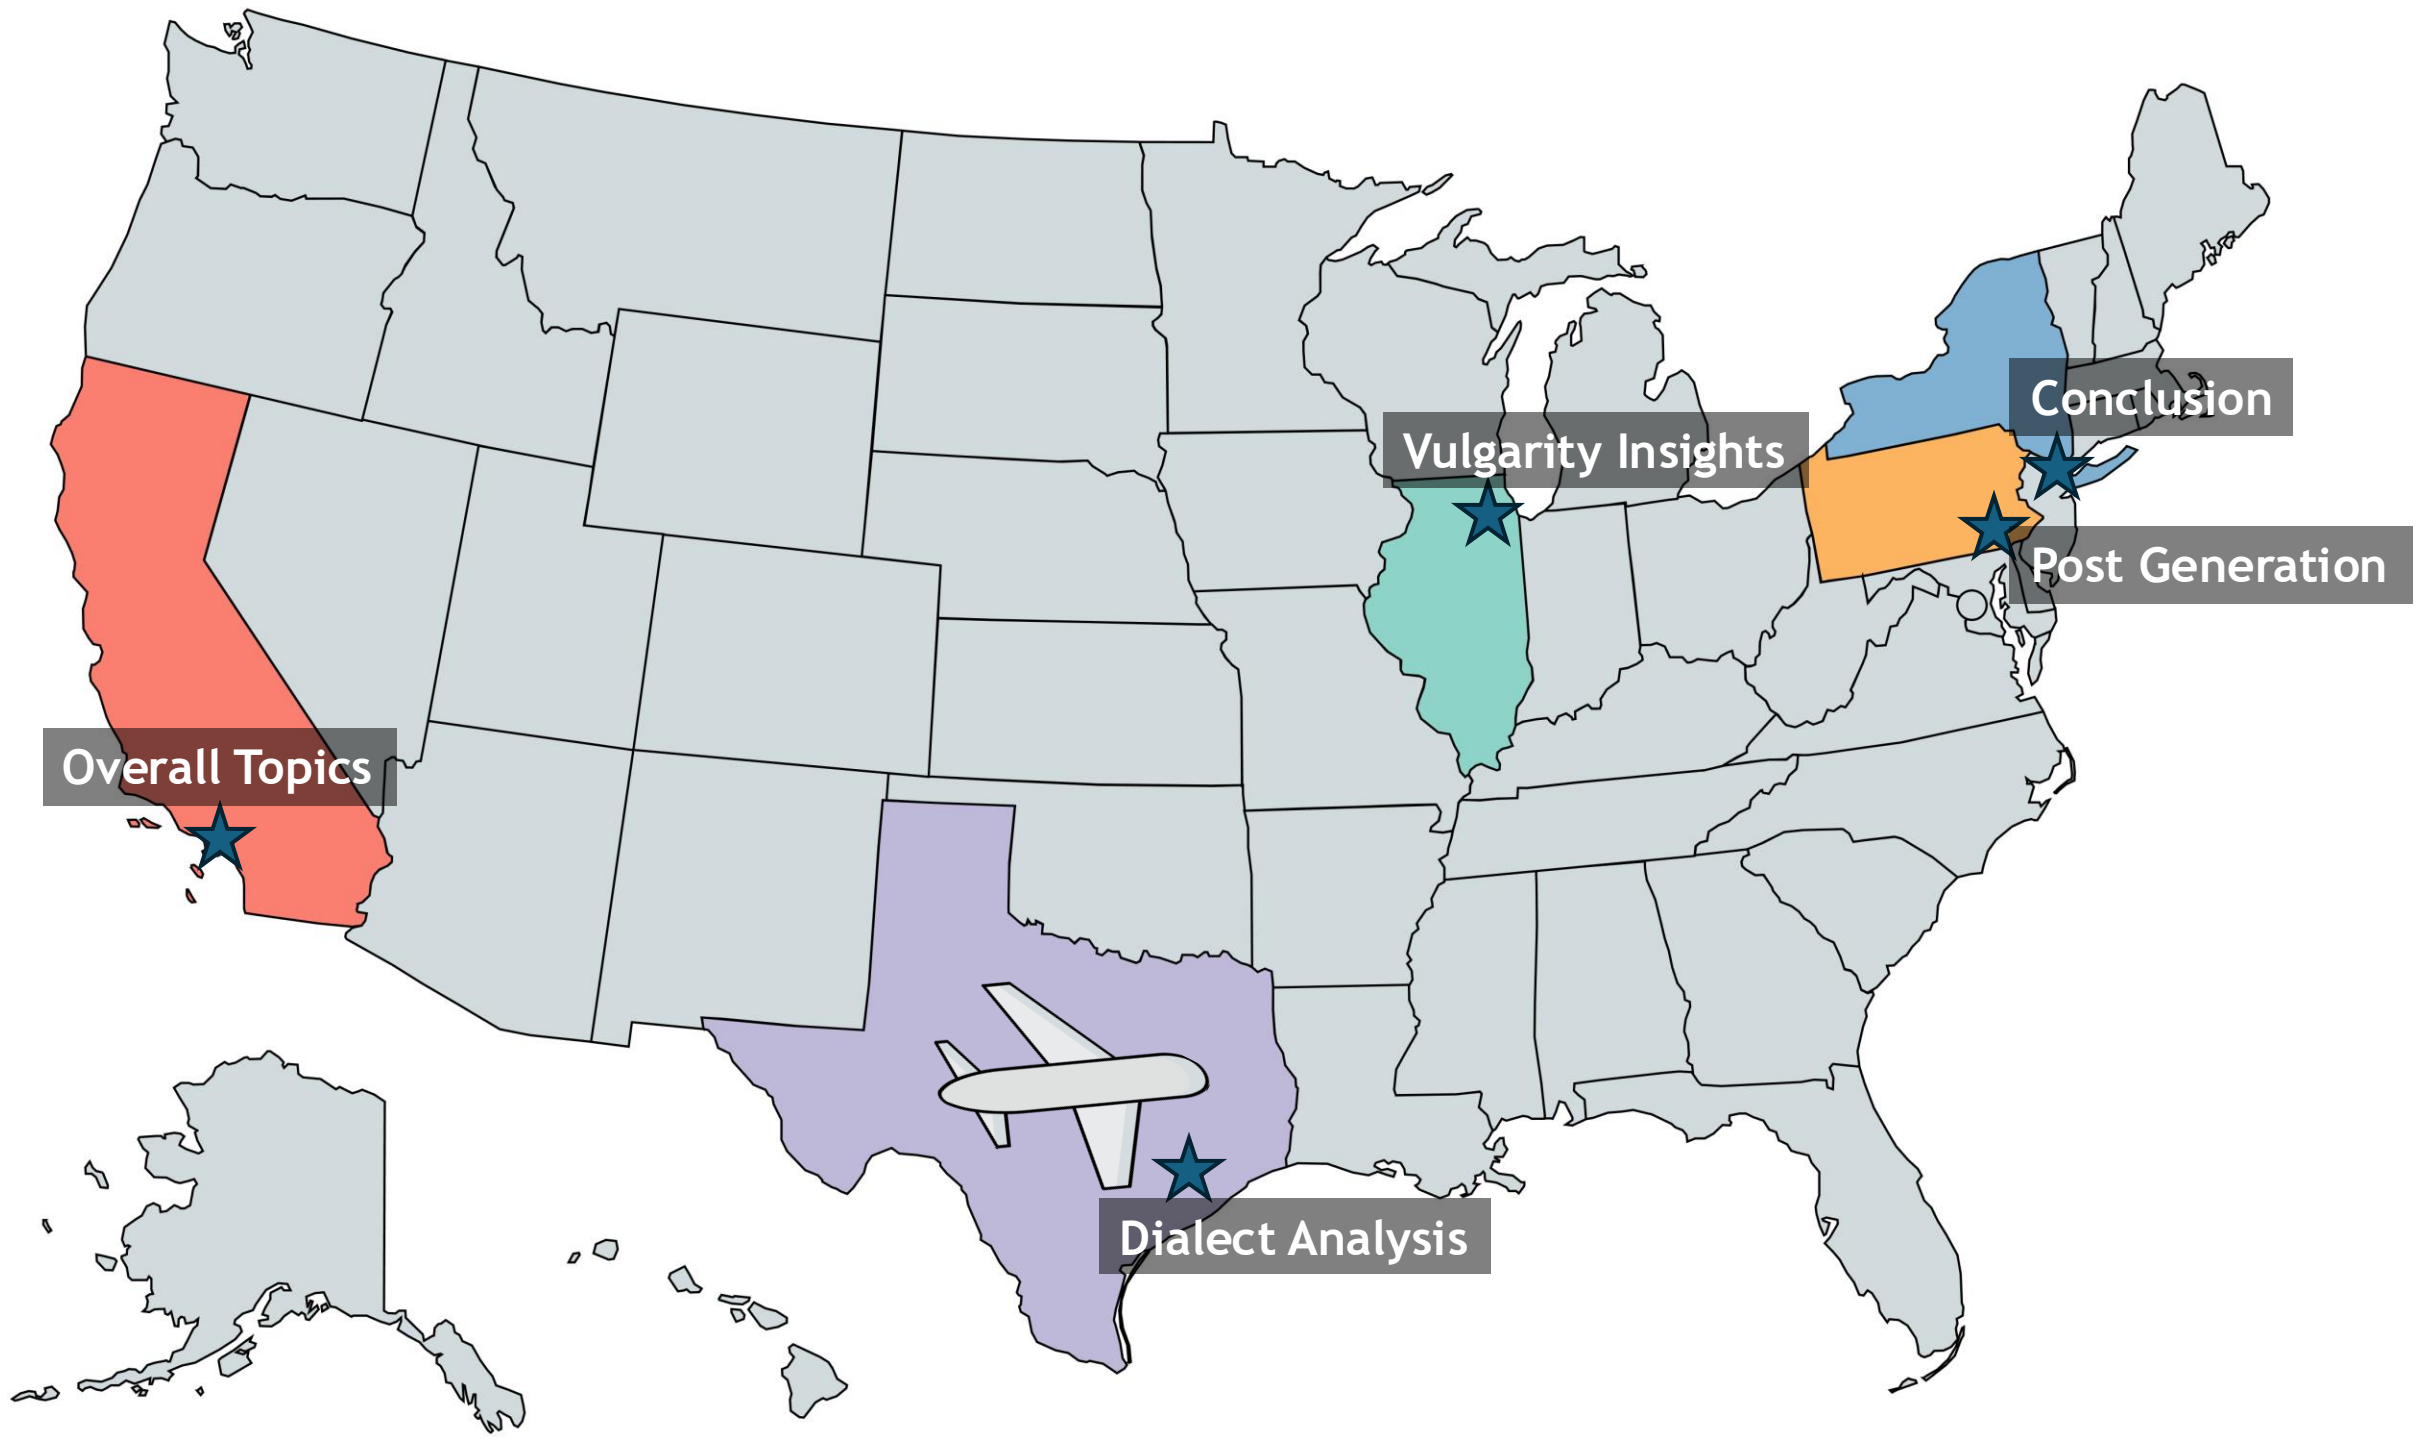 Conclusion
Vulgarity Insights
Post Generation
Overall Topics
Dialect Analysis